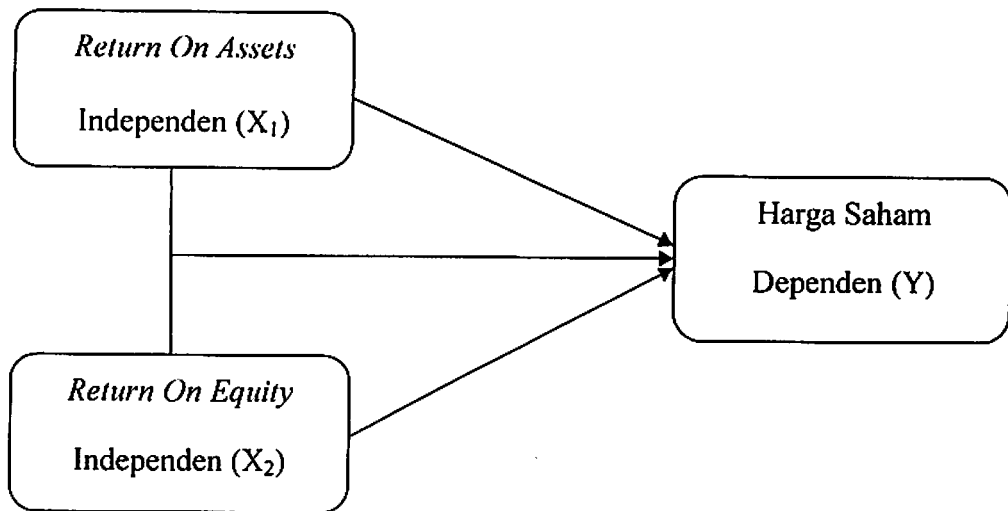 Return On Assets
Independen (X₁)
Harga Saham
Dependen (Y)
Return On Equity
Independen (X₂)